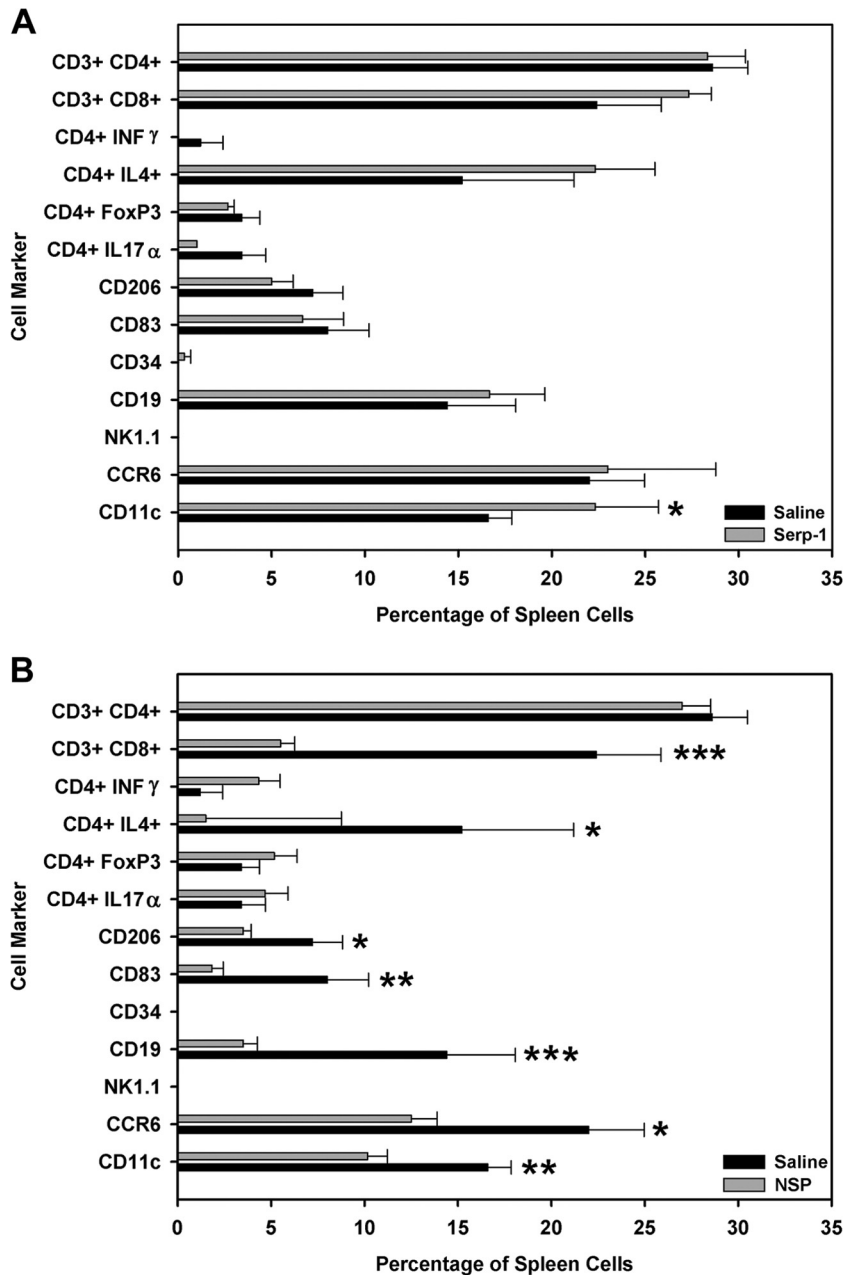 A
CD3+ CD4+
CD3+ CD8+
CD4+ INF γ
CD4+ IL4+
CD4+ FoxP3
CD4+ IL17 α
CD206
CD83
CD34
CD19
NK1.1
CCR6
CD11c
Cell Marker
*
Saline
Serp-1
0 5 10 15 20 25 30 35
Percentage of Spleen Cells
B
CD3+ CD4+
CD3+ CD8+
***
CD4+ INF γ
CD4+ IL4+
*
CD4+ FoxP3
CD4+ IL17 α
CD206
*
CD83
**
CD34
CD19
***
NK1.1
CCR6
*
CD11c
**
Cell Marker
Saline
NSP
0 5 10 15 20 25 30 35
Percentage of Spleen Cells